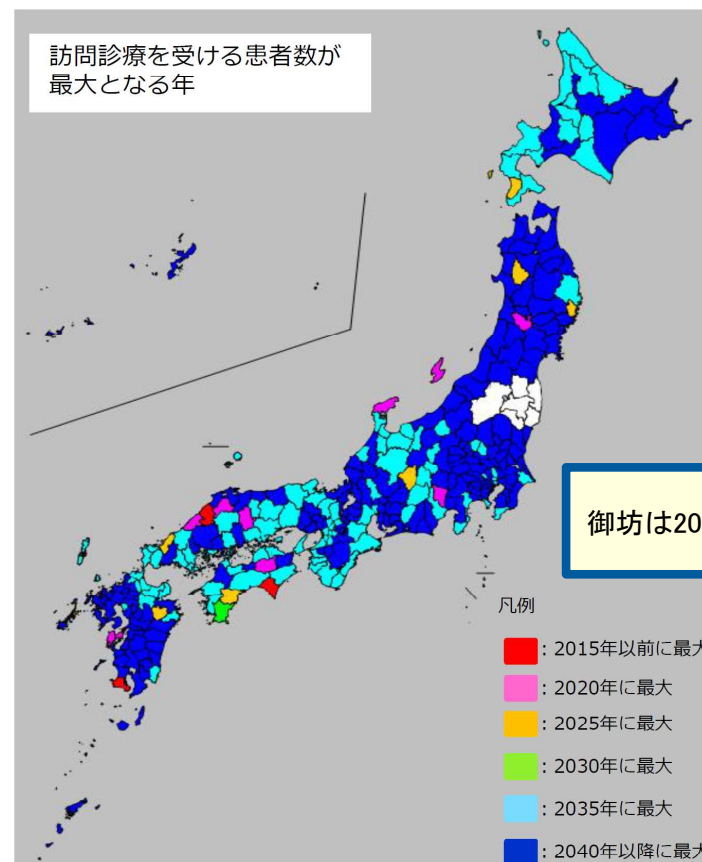 訪問診療を受ける患者数が
最大となる年
御坊は20
凡例
：2015年以前に最大
：2020年に最大
：2025年に最大
：2030年に最大
：2035年に最大
：2040年以降に最大